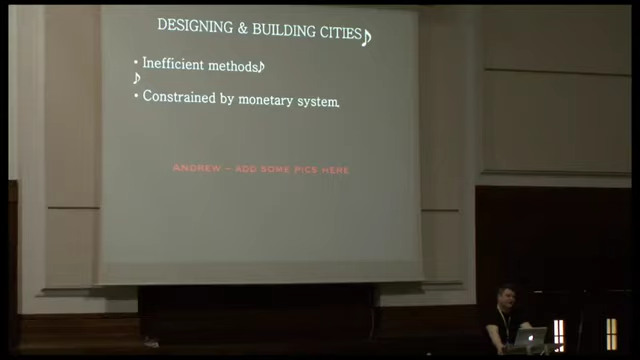 DESIGNING & BUILDING CITIES♪
• Inefficient methods♪
♪
• Constrained by monetary system.
ANDREW – ADD SOME PICS HERE